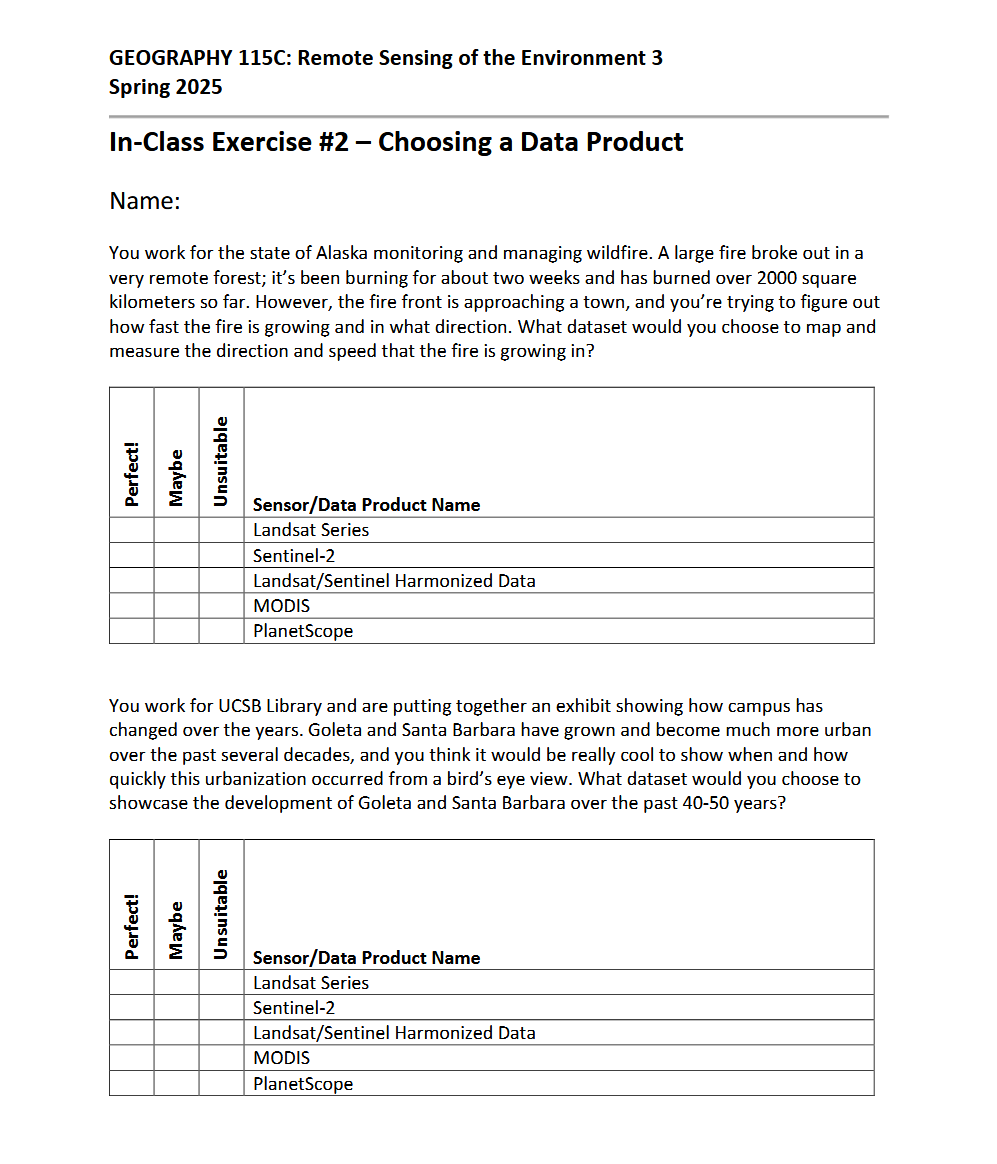 GEOGRAPHY 115C: Remote Sensing of the Environment 3
Spring 2025
In-Class Exercise #2 – Choosing a Data Product
Name:
You work for the state of Alaska monitoring and managing wildfire. A large fire broke out in a
very remote forest; it’s been burning for about two weeks and has burned over 2000 square
kilometers so far. However, the fire front is approaching a town, and you’re trying to figure out
how fast the fire is growing and in what direction. What dataset would you choose to map and
measure the direction and speed that the fire is growing in?
Perfect!
Maybe
Unsuitable
Sensor/Data Product Name
Landsat Series
Sentinel-2
Landsat/Sentinel Harmonized Data
MODIS
PlanetScope
You work for UCSB Library and are putting together an exhibit showing how campus has
changed over the years. Goleta and Santa Barbara have grown and become much more urban
over the past several decades, and you think it would be really cool to show when and how
quickly this urbanization occurred from a bird’s eye view. What dataset would you choose to
showcase the development of Goleta and Santa Barbara over the past 40-50 years?
Perfect!
Maybe
Unsuitable
Sensor/Data Product Name
Landsat Series
Sentinel-2
Landsat/Sentinel Harmonized Data
MODIS
PlanetScope